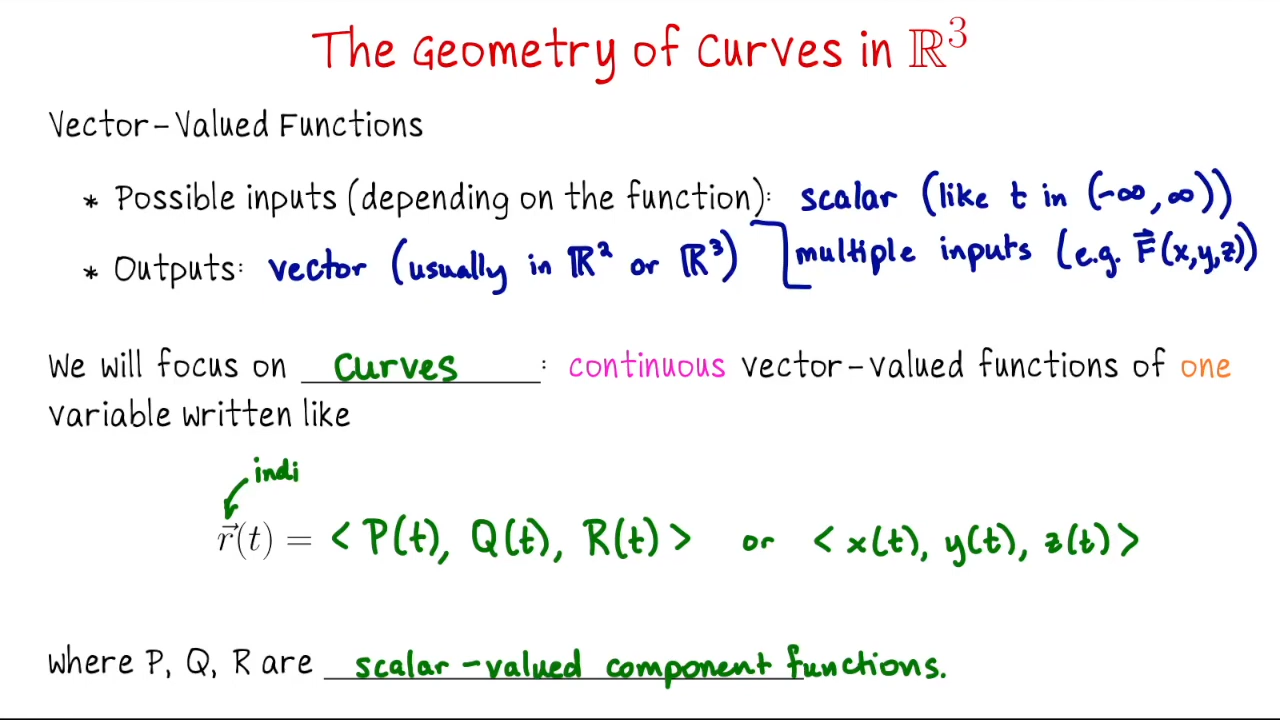 The Geometry of Curves in ℝ³
Vector-Valued Functions
* Possible inputs (depending on the function): scalar (like t in (-∞, ∞))
multiple inputs (e.g. F⃗(x,y,z))
* Outputs: vector (usually in ℝ² or ℝ³)
We will focus on curves : continuous vector-valued functions of one
variable written like
indi
r⃗(t) = < P(t), Q(t), R(t) > or < x(t), y(t), z(t) >
where P, Q, R are scalar-valued component functions.